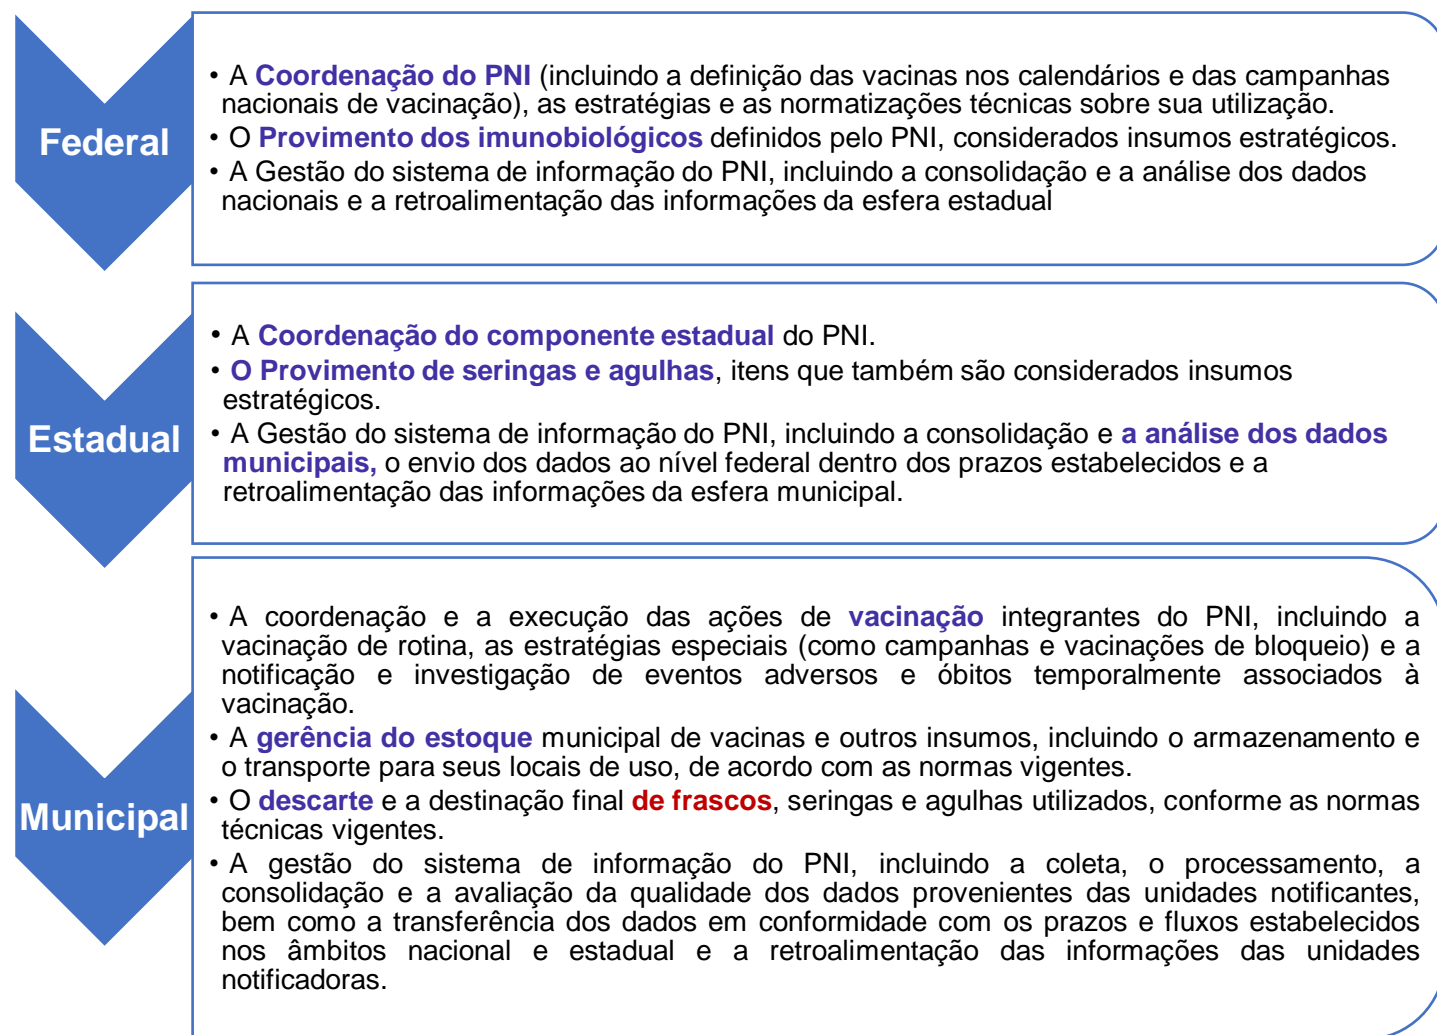 Federal
• A Coordenação do PNI (incluindo a definição das vacinas nos calendários e das campanhas
nacionais de vacinação), as estratégias e as normatizações técnicas sobre sua utilização.
• O Provimento dos imunobiológicos definidos pelo PNI, considerados insumos estratégicos.
• A Gestão do sistema de informação do PNI, incluindo a consolidação e a análise dos dados
nacionais e a retroalimentação das informações da esfera estadual
Estadual
• A Coordenação do componente estadual do PNI.
• O Provimento de seringas e agulhas, itens que também são considerados insumos
estratégicos.
• A Gestão do sistema de informação do PNI, incluindo a consolidação e a análise dos dados
municipais, o envio dos dados ao nível federal dentro dos prazos estabelecidos e a
retroalimentação das informações da esfera municipal.
Municipal
• A coordenação e a execução das ações de vacinação integrantes do PNI, incluindo a
vacinação de rotina, as estratégias especiais (como campanhas e vacinações de bloqueio) e a
notificação e investigação de eventos adversos e óbitos temporalmente associados à
vacinação.
• A gerência do estoque municipal de vacinas e outros insumos, incluindo o armazenamento e
o transporte para seus locais de uso, de acordo com as normas vigentes.
• O descarte e a destinação final de frascos, seringas e agulhas utilizados, conforme as normas
técnicas vigentes.
• A gestão do sistema de informação do PNI, incluindo a coleta, o processamento, a
consolidação e a avaliação da qualidade dos dados provenientes das unidades notificantes,
bem como a transferência dos dados em conformidade com os prazos e fluxos estabelecidos
nos âmbitos nacional e estadual e a retroalimentação das informações das unidades
notificadoras.